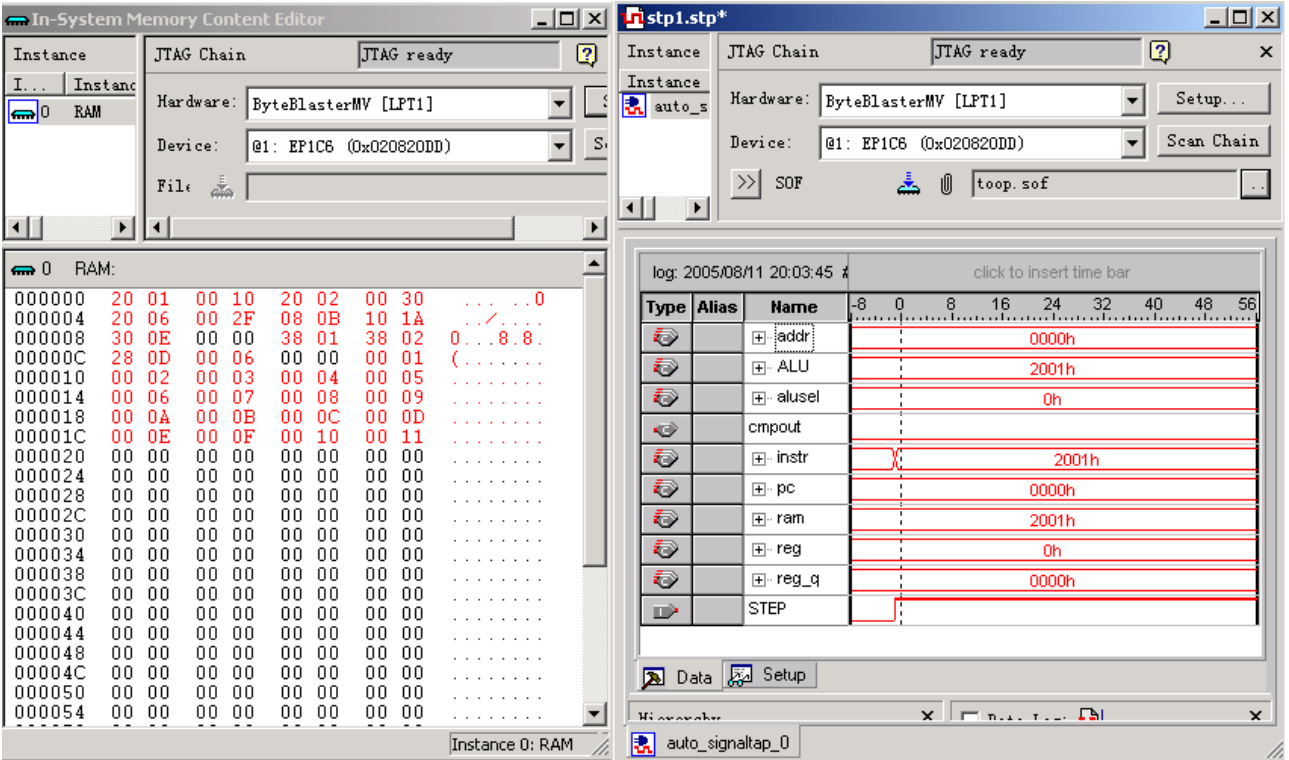 In-System Memory Content Editor
Instance
JTAG Chain
JTAG ready
I... Instanc
0 RAM
Hardware: ByteBlasterMV [LPT1]
Device: @1: EP1C6 (0x020820DD)
File
0 RAM:
000000 20 01 00 10 20 02 00 30 ... ..0
000004 20 06 00 2F 08 0B 10 1A ../....
000008 30 0E 00 00 38 01 38 02 0...8.8.
00000C 28 0D 00 06 00 00 00 01 (.......
000010 00 02 00 03 00 04 00 05 ........
000014 00 06 00 07 00 08 00 09 ........
000018 00 0A 00 0B 00 0C 00 0D ........
00001C 00 0E 00 0F 00 10 00 11 ........
000020 00 00 00 00 00 00 00 00 ........
000024 00 00 00 00 00 00 00 00 ........
000028 00 00 00 00 00 00 00 00 ........
00002C 00 00 00 00 00 00 00 00 ........
000030 00 00 00 00 00 00 00 00 ........
000034 00 00 00 00 00 00 00 00 ........
000038 00 00 00 00 00 00 00 00 ........
00003C 00 00 00 00 00 00 00 00 ........
000040 00 00 00 00 00 00 00 00 ........
000044 00 00 00 00 00 00 00 00 ........
000048 00 00 00 00 00 00 00 00 ........
00004C 00 00 00 00 00 00 00 00 ........
000050 00 00 00 00 00 00 00 00 ........
000054 00 00 00 00 00 00 00 00 ........
Instance 0: RAM
stp1.stp*
Instance
JTAG Chain
JTAG ready
Instance
auto_s
Hardware: ByteBlasterMV [LPT1] Setup...
Device: @1: EP1C6 (0x020820DD) Scan Chain
>> SOF toop.sof ..
log: 2005/08/11 20:03:45 # click to insert time bar
Type Alias Name -8 0 8 16 24 32 40 48 56
addr 0000h
ALU 2001h
alusel 0h
cmpout
instr 2001h
pc 0000h
ram 2001h
reg 0h
reg_q 0000h
STEP
Data Setup
auto_signaltap_0